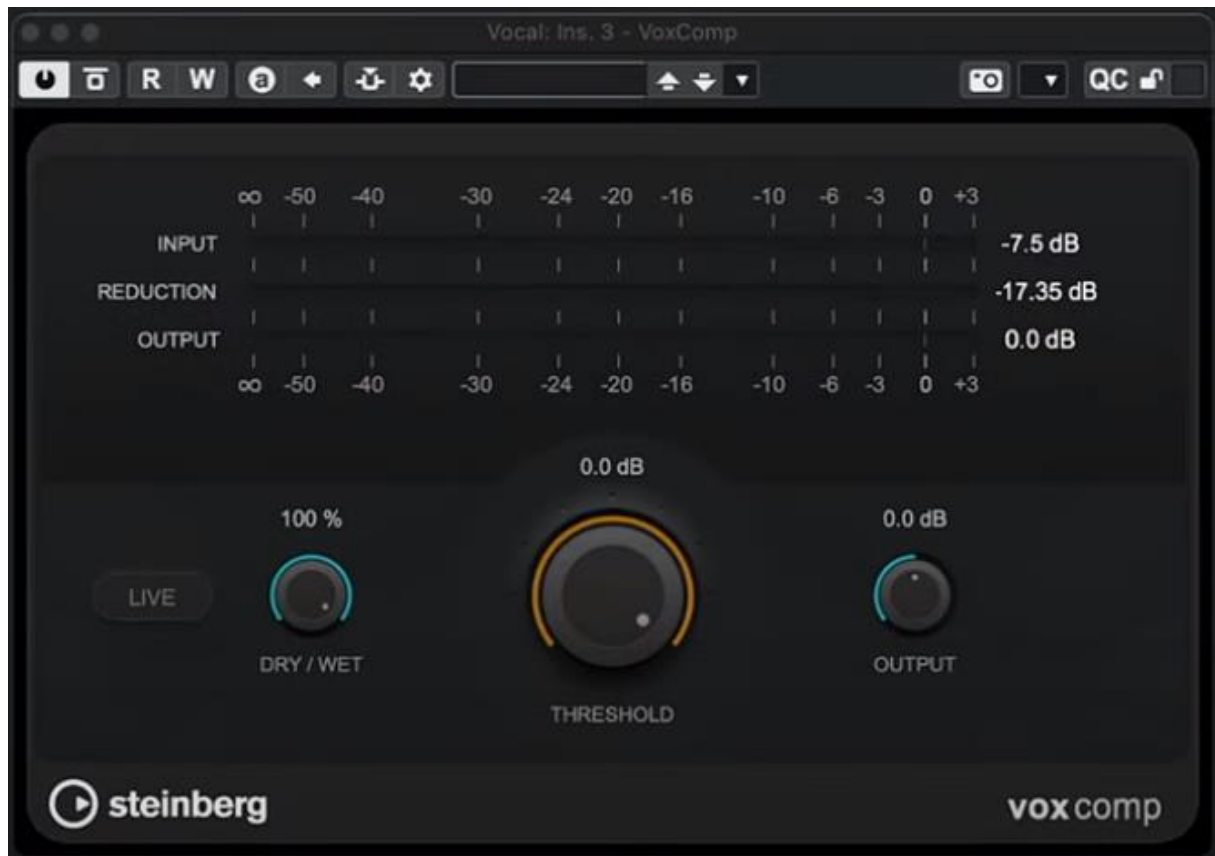 Vocal: Ins. 3 - VoxComp
R W a QC
∞ -50 -40 -30 -24 -20 -16 -10 -6 -3 0 +3
INPUT -7.5 dB
REDUCTION -17.35 dB
OUTPUT 0.0 dB
∞ -50 -40 -30 -24 -20 -16 -10 -6 -3 0 +3
0.0 dB
100 % 0.0 dB
LIVE
DRY / WET OUTPUT
THRESHOLD
steinberg voxcomp